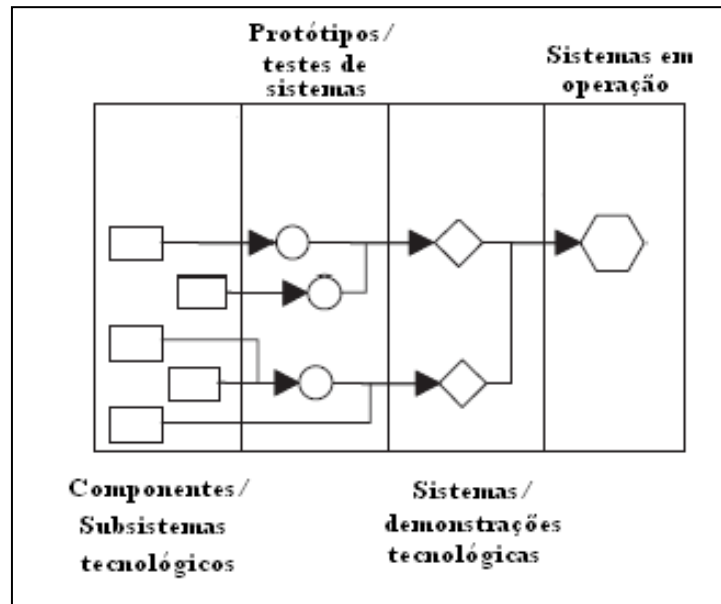 Protótipos/
testes de
sistemas
Sistemas em
operação
Componentes/
Subsistemas
tecnológicos
Sistemas/
demonstrações
tecnológicas